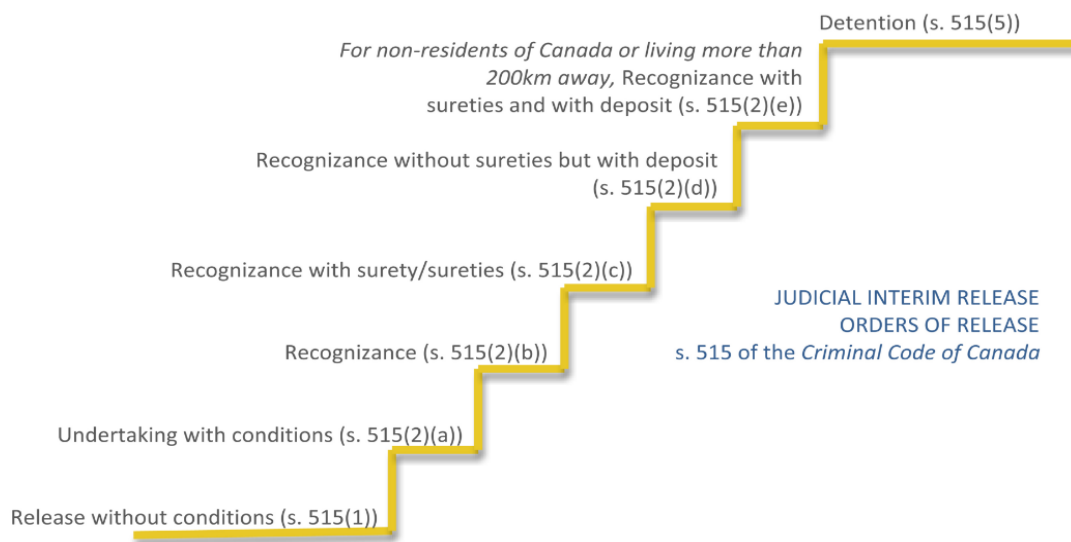 Detention (s. 515(5))
For non-residents of Canada or living more than
200km away, Recognizance with
sureties and with deposit (s. 515(2)(e))
Recognizance without sureties but with deposit
(s. 515(2)(d))
Recognizance with surety/sureties (s. 515(2)(c))
JUDICIAL INTERIM RELEASE
ORDERS OF RELEASE
s. 515 of the Criminal Code of Canada
Recognizance (s. 515(2)(b))
Undertaking with conditions (s. 515(2)(a))
Release without conditions (s. 515(1))